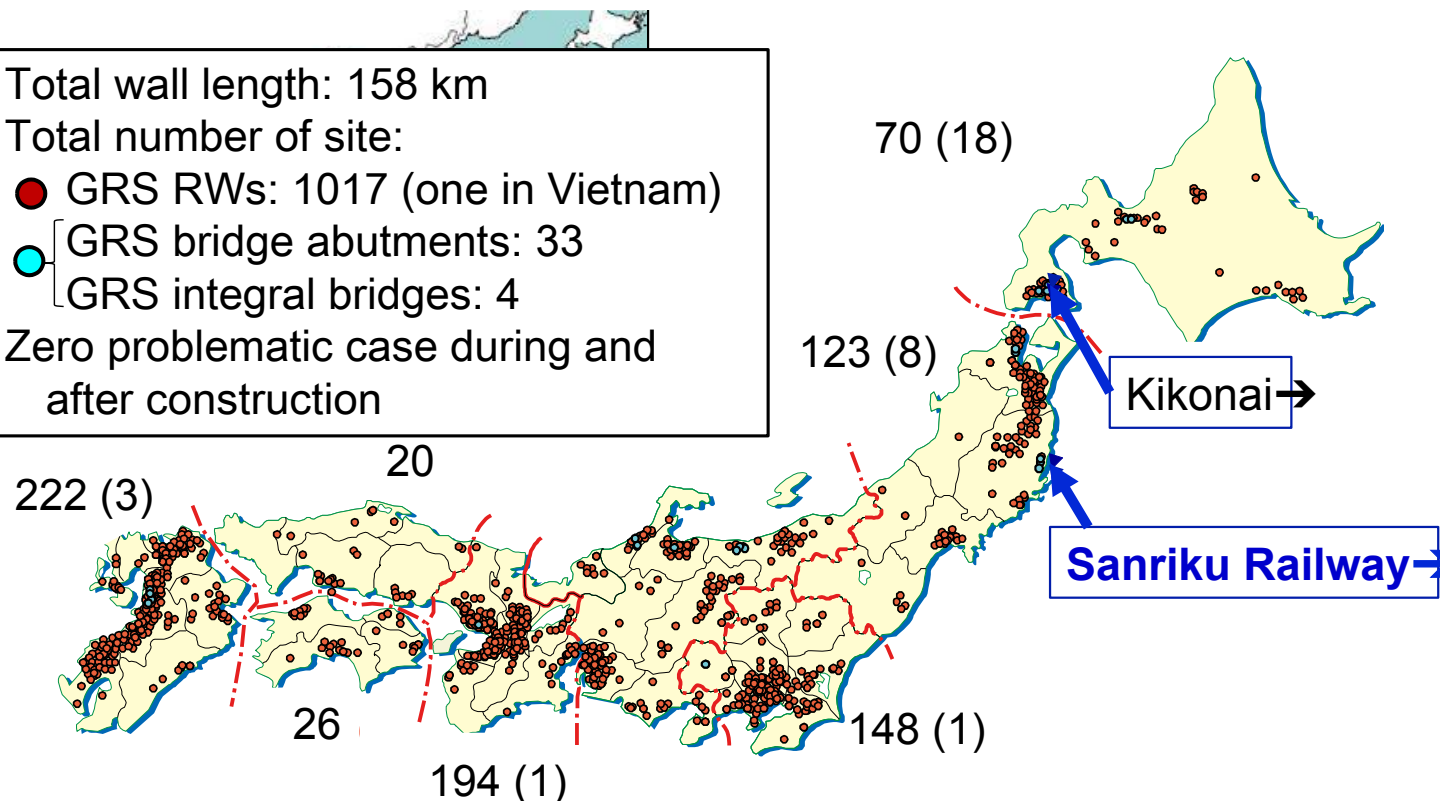 Total wall length: 158 km
Total number of site:
GRS RWs: 1017 (one in Vietnam)
GRS bridge abutments: 33
GRS integral bridges: 4
Zero problematic case during and
after construction
70 (18)
123 (8)
Kikonai➔
20
222 (3)
Sanriku Railway➔
26
148 (1)
194 (1)